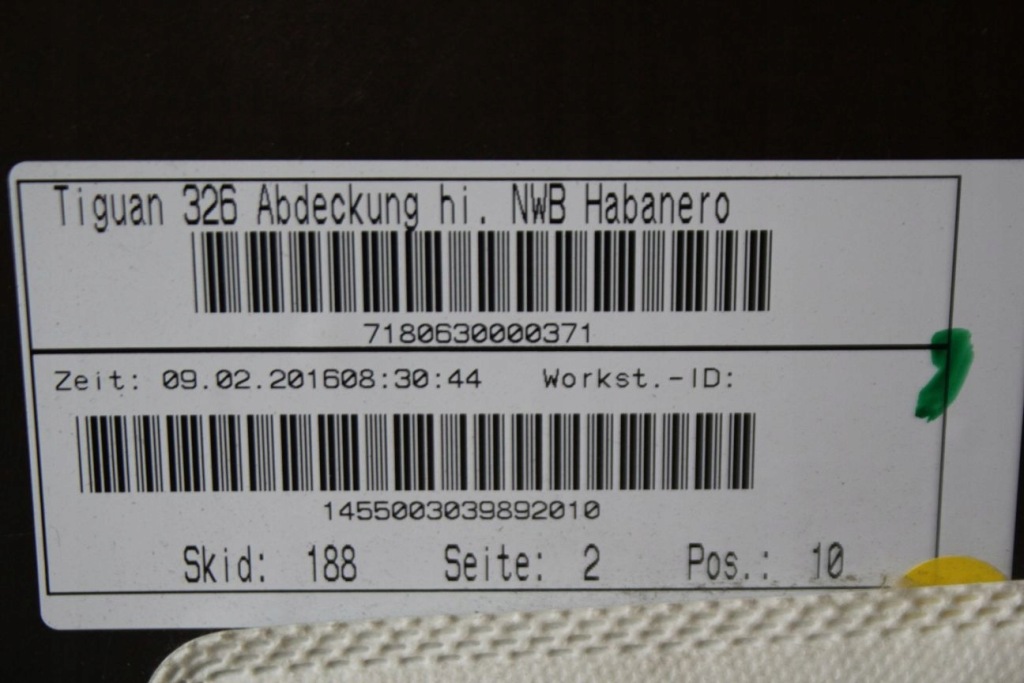 Tiguan 326 Abdeckung hi. NWB Habanero
7180630000371
Zeit: 09.02.201608:30:44 Workst.-ID:
1455003039892010
Skid: 188 Seite: 2 Pos.: 10